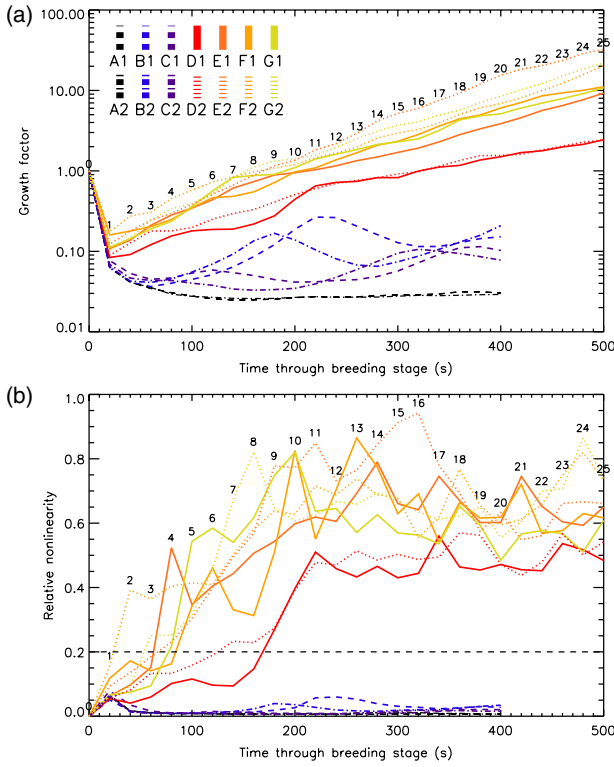 (a)
100.00
10.00
1.00
0.10
0.01
Growth factor
A1 B1 C1 D1 E1 F1 G1
A2 B2 C2 D2 E2 F2 G2
0 1 2 3 4 5 6 7 8 9 10 11 12 13 14 15 16 17 18 19 20 21 22 23 24 25
0 100 200 300 400 500
Time through breeding stage (s)
(b)
1.0
0.8
0.6
0.4
0.2
0.0
Relative nonlinearity
0 1 2 3 4 5 6 7 8 9 10 11 12 13 14 15 16 17 18 19 20 21 22 23 24 25
0 100 200 300 400 500
Time through breeding stage (s)